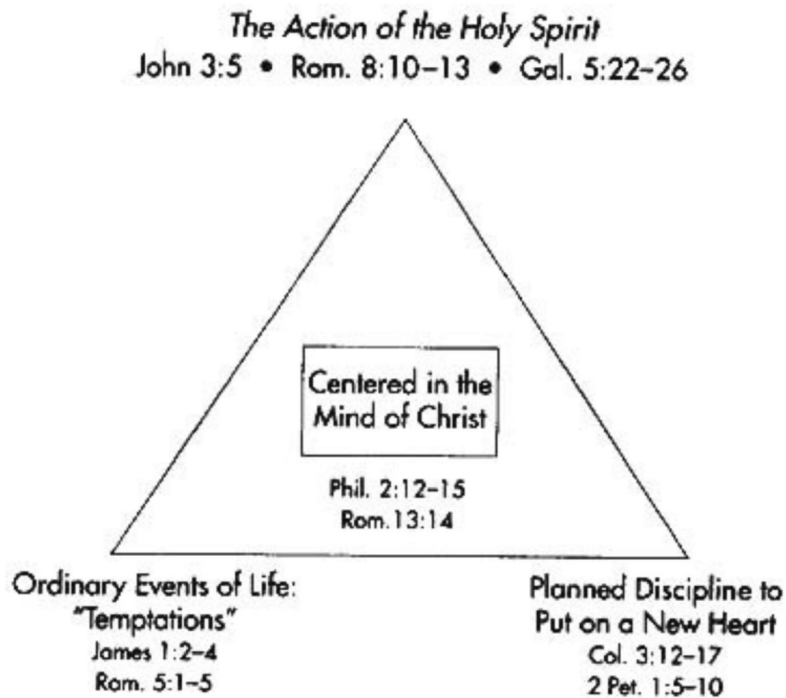 The Action of the Holy Spirit
John 3:5 • Rom. 8:10–13 • Gal. 5:22–26
Centered in the
Mind of Christ
Phil. 2:12–15
Rom.13:14
Ordinary Events of Life:
"Temptations"
James 1:2–4
Rom. 5:1–5
Planned Discipline to
Put on a New Heart
Col. 3:12–17
2 Pet. 1:5–10